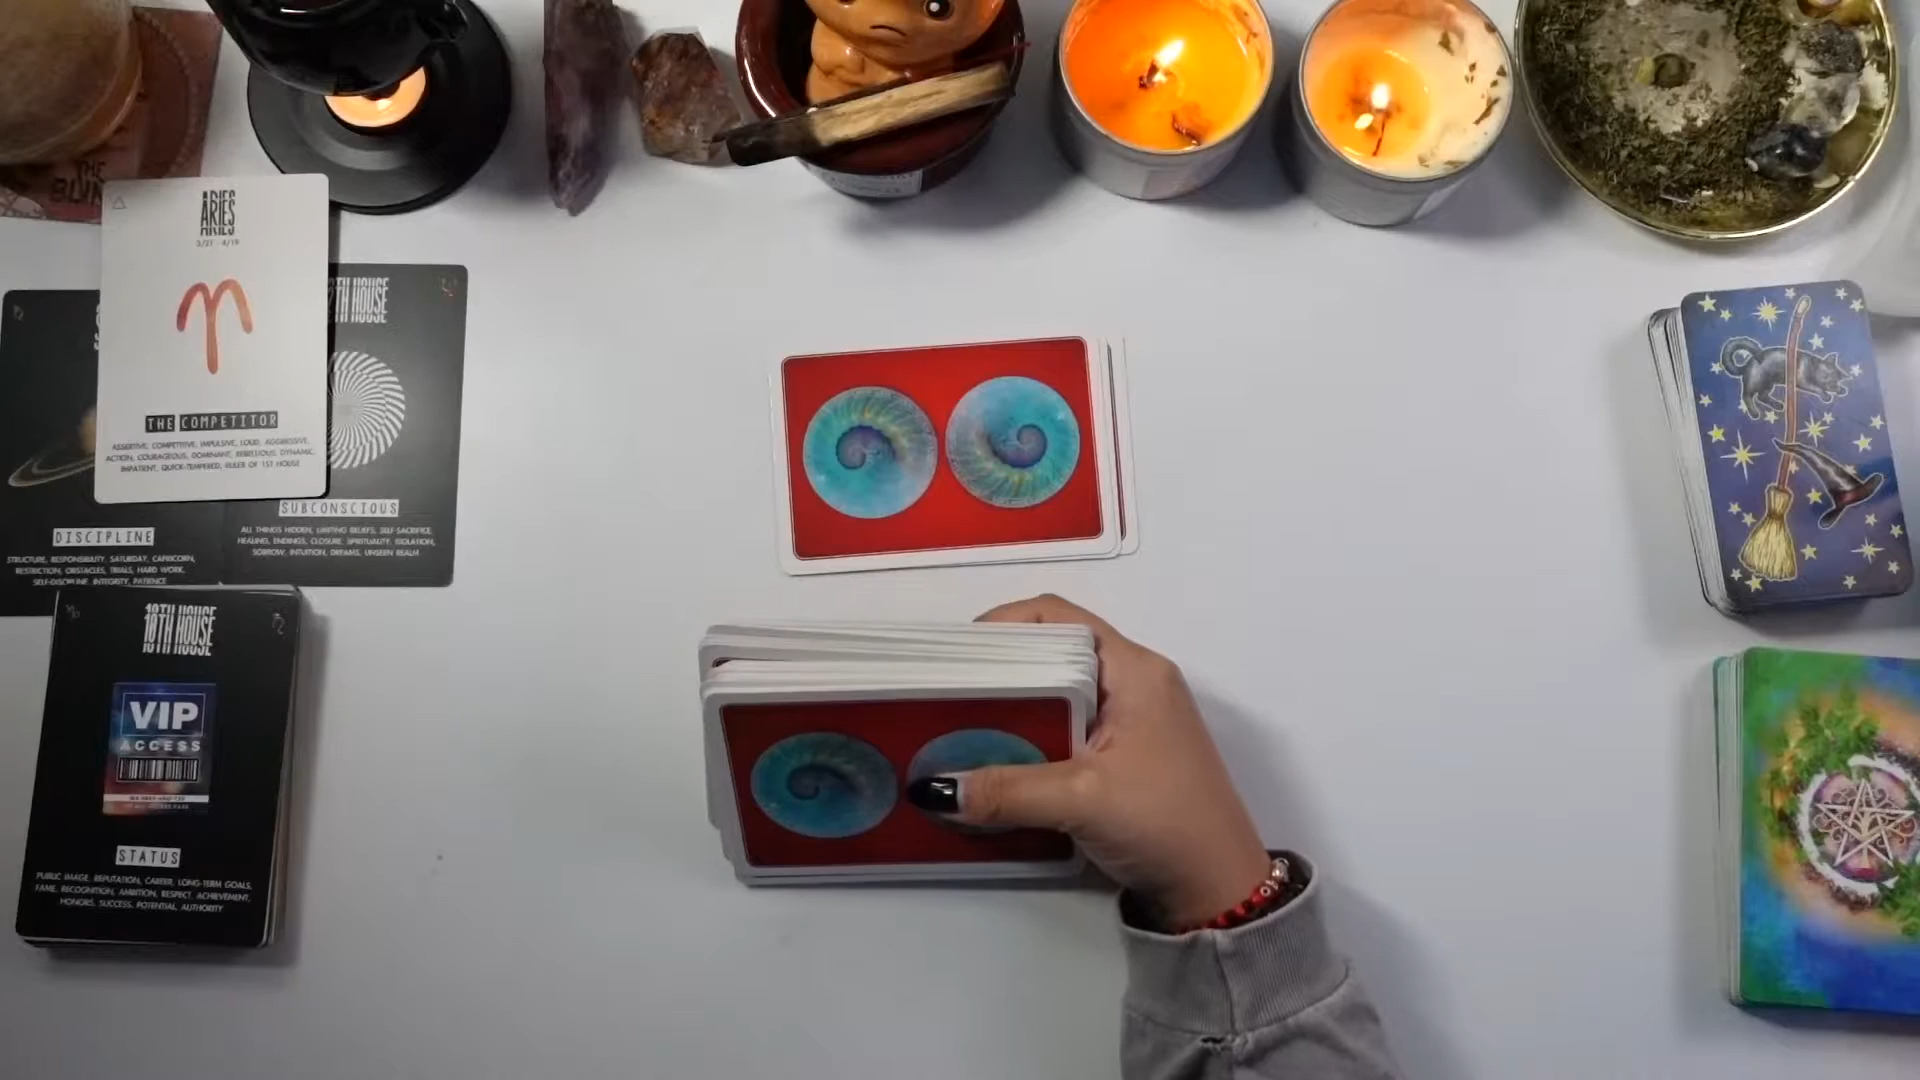 THE
ARIES
3/21 - 4/19
THE COMPETITOR
ASSERTIVE, COMPETITIVE, IMPULSIVE, LOUD, AGGRESSIVE,
ACTION, COURAGEOUS, DOMINANT, REBELLIOUS, DYNAMIC,
IMPATIENT, QUICK-TEMPERED, RULER OF 1ST HOUSE
TH HOUSE
SUBCONSCIOUS
ALL THINGS HIDDEN, LIMITING BELIEFS, SELF SACRIFICE,
HEALING, ENDINGS, CLOSURE, SPIRITUALITY, ISOLATION,
SORROW, INTUITION, DREAMS, UNSEEN REALM
DISCIPLINE
STRUCTURE, RESPONSIBILITY, SATURDAY, CAPRICORN,
RESTRICTION, OBSTACLES, TRIALS, HARD WORK,
SELF-DISCIPLINE, INTEGRITY, PATIENCE
10TH HOUSE
VIP
ACCESS
STATUS
PUBLIC IMAGE, REPUTATION, CAREER, LONG-TERM GOALS,
FAME, RECOGNITION, AMBITION, RESPECT, ACHIEVEMENT,
HONORS, SUCCESS, POTENTIAL, AUTHORITY